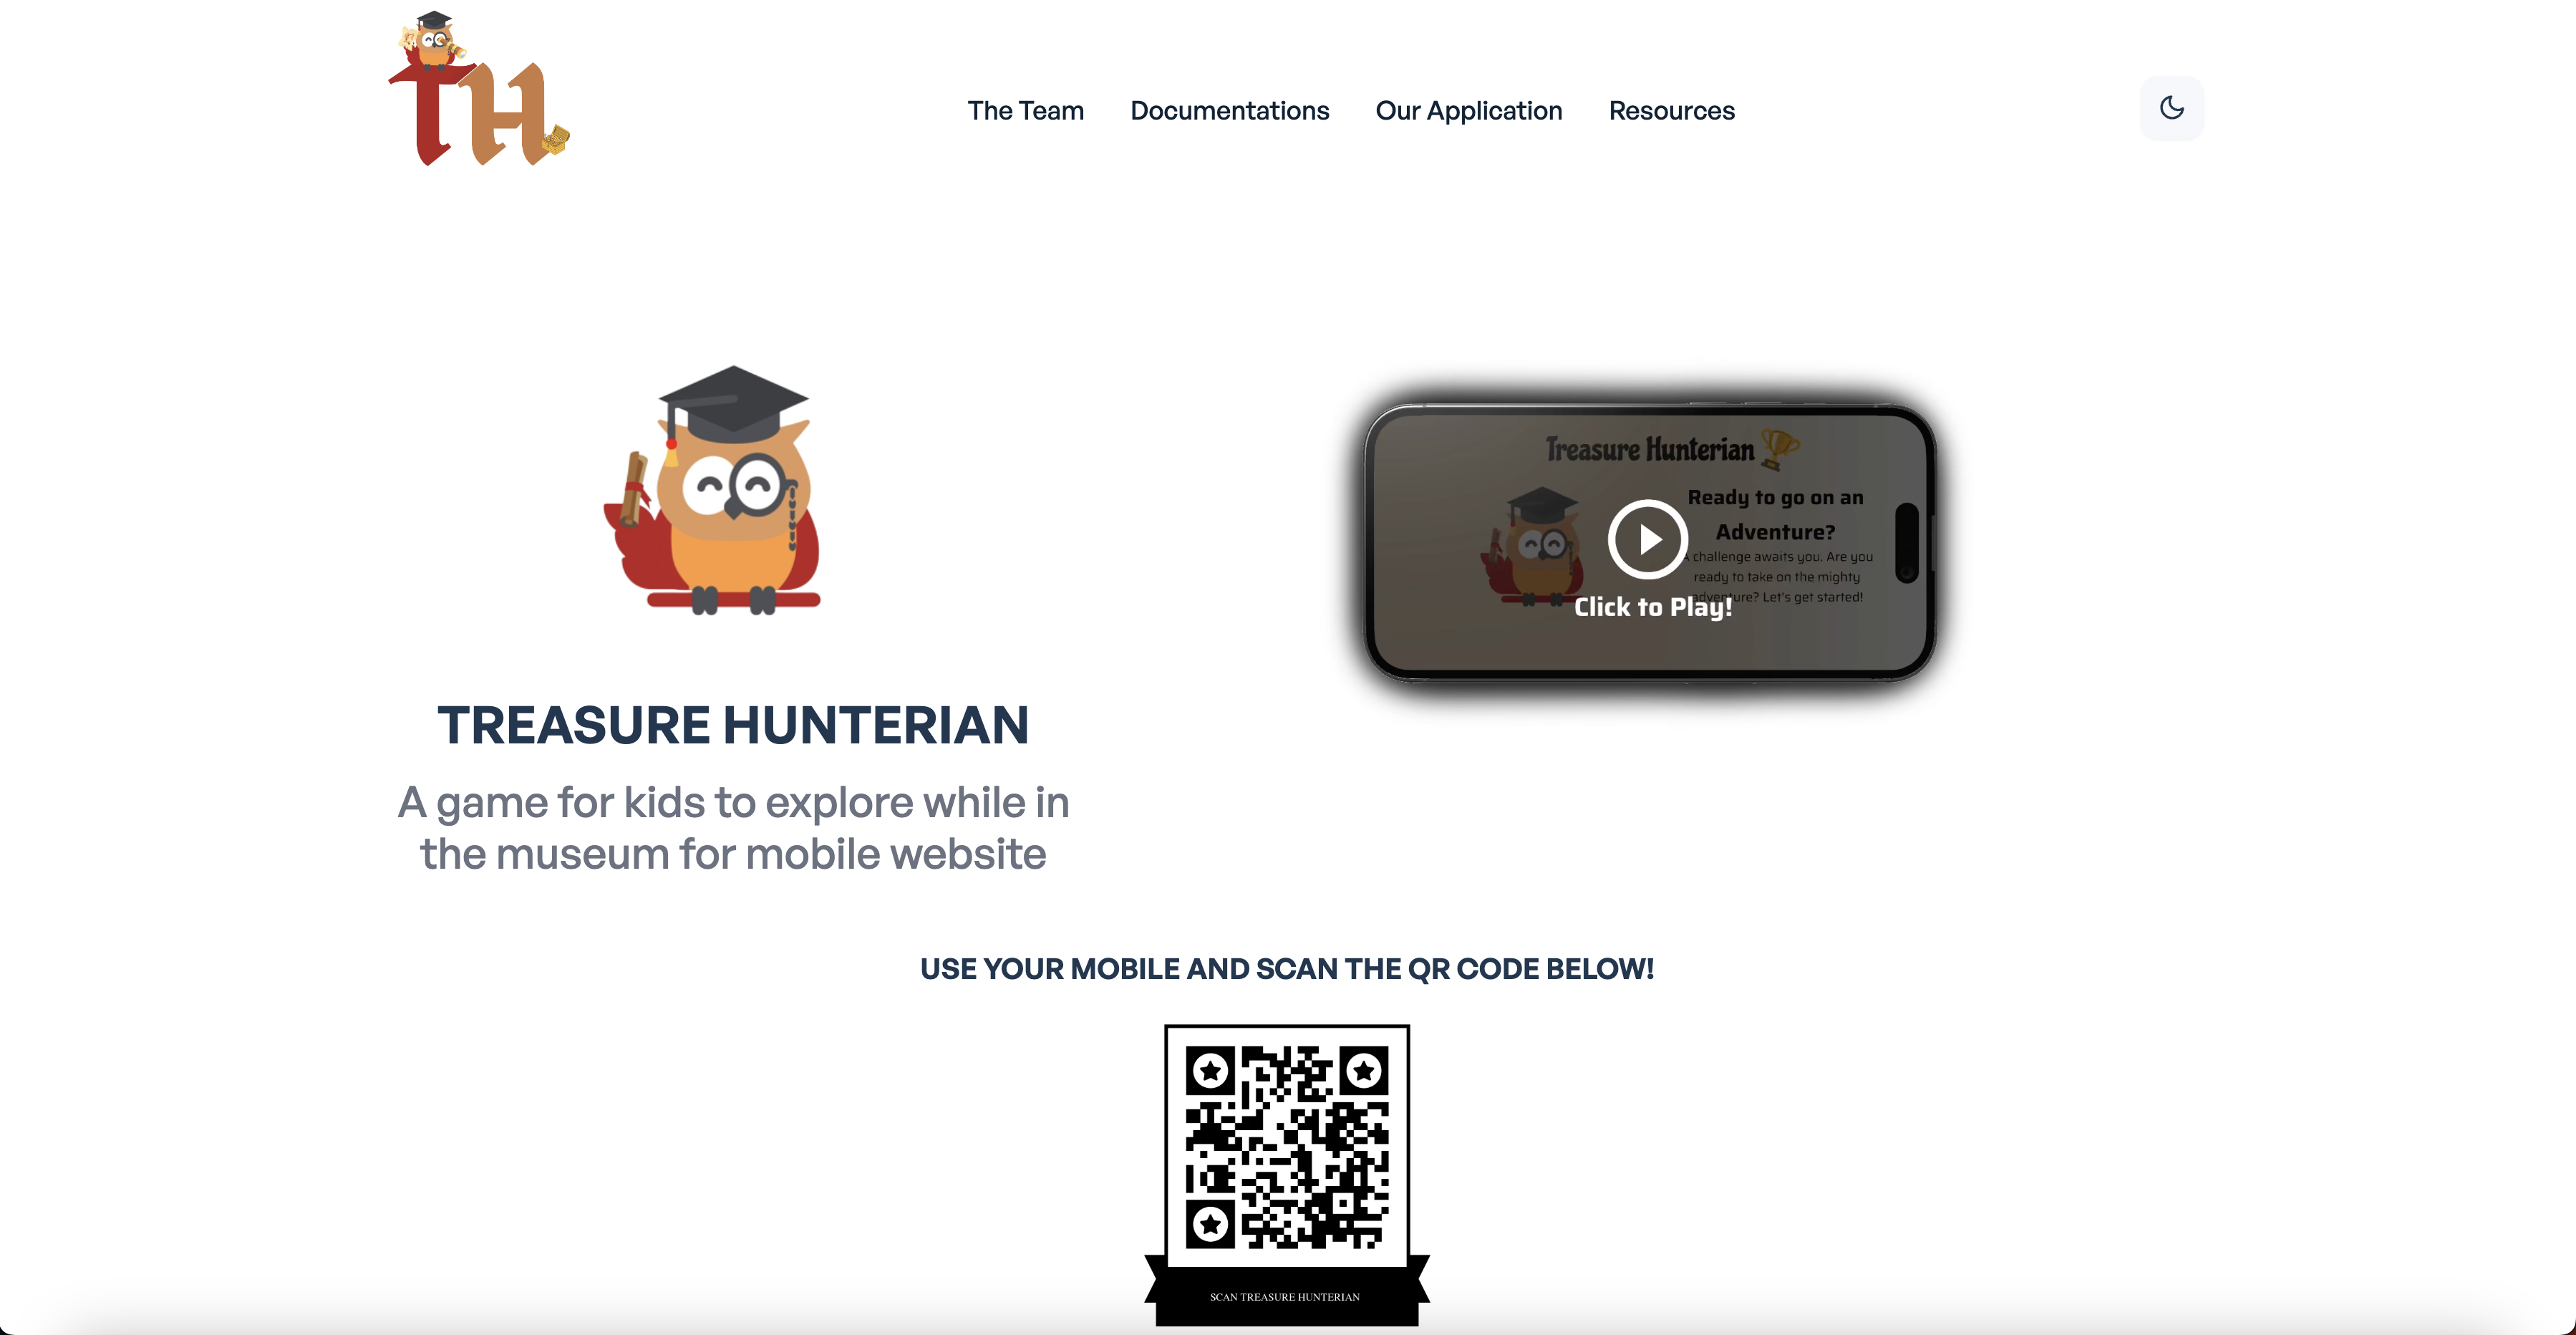 TH
The Team
Documentations
Our Application
Resources
Treasure Hunterian
Ready to go on an
Adventure?
A challenge awaits you. Are you
ready to take on the mighty
adventure? Let's get started!
Click to Play!
TREASURE HUNTERIAN
A game for kids to explore while in
the museum for mobile website
USE YOUR MOBILE AND SCAN THE QR CODE BELOW!
SCAN TREASURE HUNTERIAN